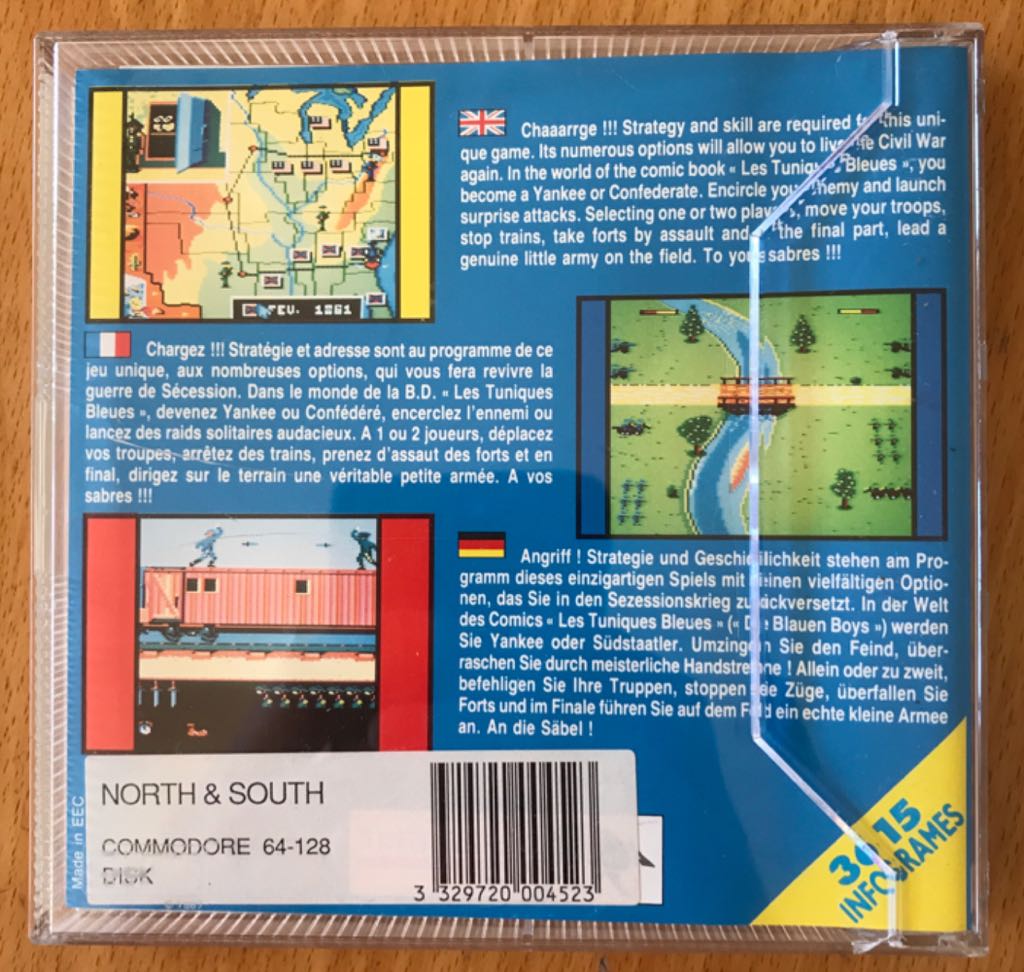 FEV. 1861
Chaaarrge !!! Strategy and skill are required for this uni-
que game. Its numerous options will allow you to live the Civil War
again. In the world of the comic book « Les Tuniques Bleues », you
become a Yankee or Confederate. Encircle your enemy and launch
surprise attacks. Selecting one or two players, move your troops,
stop trains, take forts by assault and the final part, lead a
genuine little army on the field. To your sabres !!!
Chargez !!! Stratégie et adresse sont au programme de ce
jeu unique, aux nombreuses options, qui vous fera revivre la
guerre de Sécession. Dans le monde de la B.D. « Les Tuniques
Bleues », devenez Yankee ou Confédéré, encerclez l'ennemi ou
lancez des raids solitaires audacieux. A 1 ou 2 joueurs, déplacez
vos troupes, arrêtez des trains, prenez d'assaut des forts et en
final, dirigez sur le terrain une véritable petite armée. A vos
sabres !!!
Angriff ! Strategie und Geschicklichkeit stehen am Pro-
gramm dieses einzigartigen Spiels mit seinen vielfältigen Optio-
nen, das Sie in den Sezessionskrieg zurückversetzt. In der Welt
des Comics « Les Tuniques Bleues » (« Die Blauen Boys ») werden
Sie Yankee oder Südstaatler. Umzingeln Sie den Feind, über-
raschen Sie durch meisterliche Handstreiche ! Allein oder zu zweit,
befehligen Sie Ihre Truppen, stoppen Sie Züge, überfallen Sie
Forts und im Finale führen Sie auf dem Feld ein echte kleine Armee
an. An die Säbel !
Made in EEC
NORTH & SOUTH
COMMODORE 64-128
DISK
3 329720 004523
36 15
INFOGRAMES